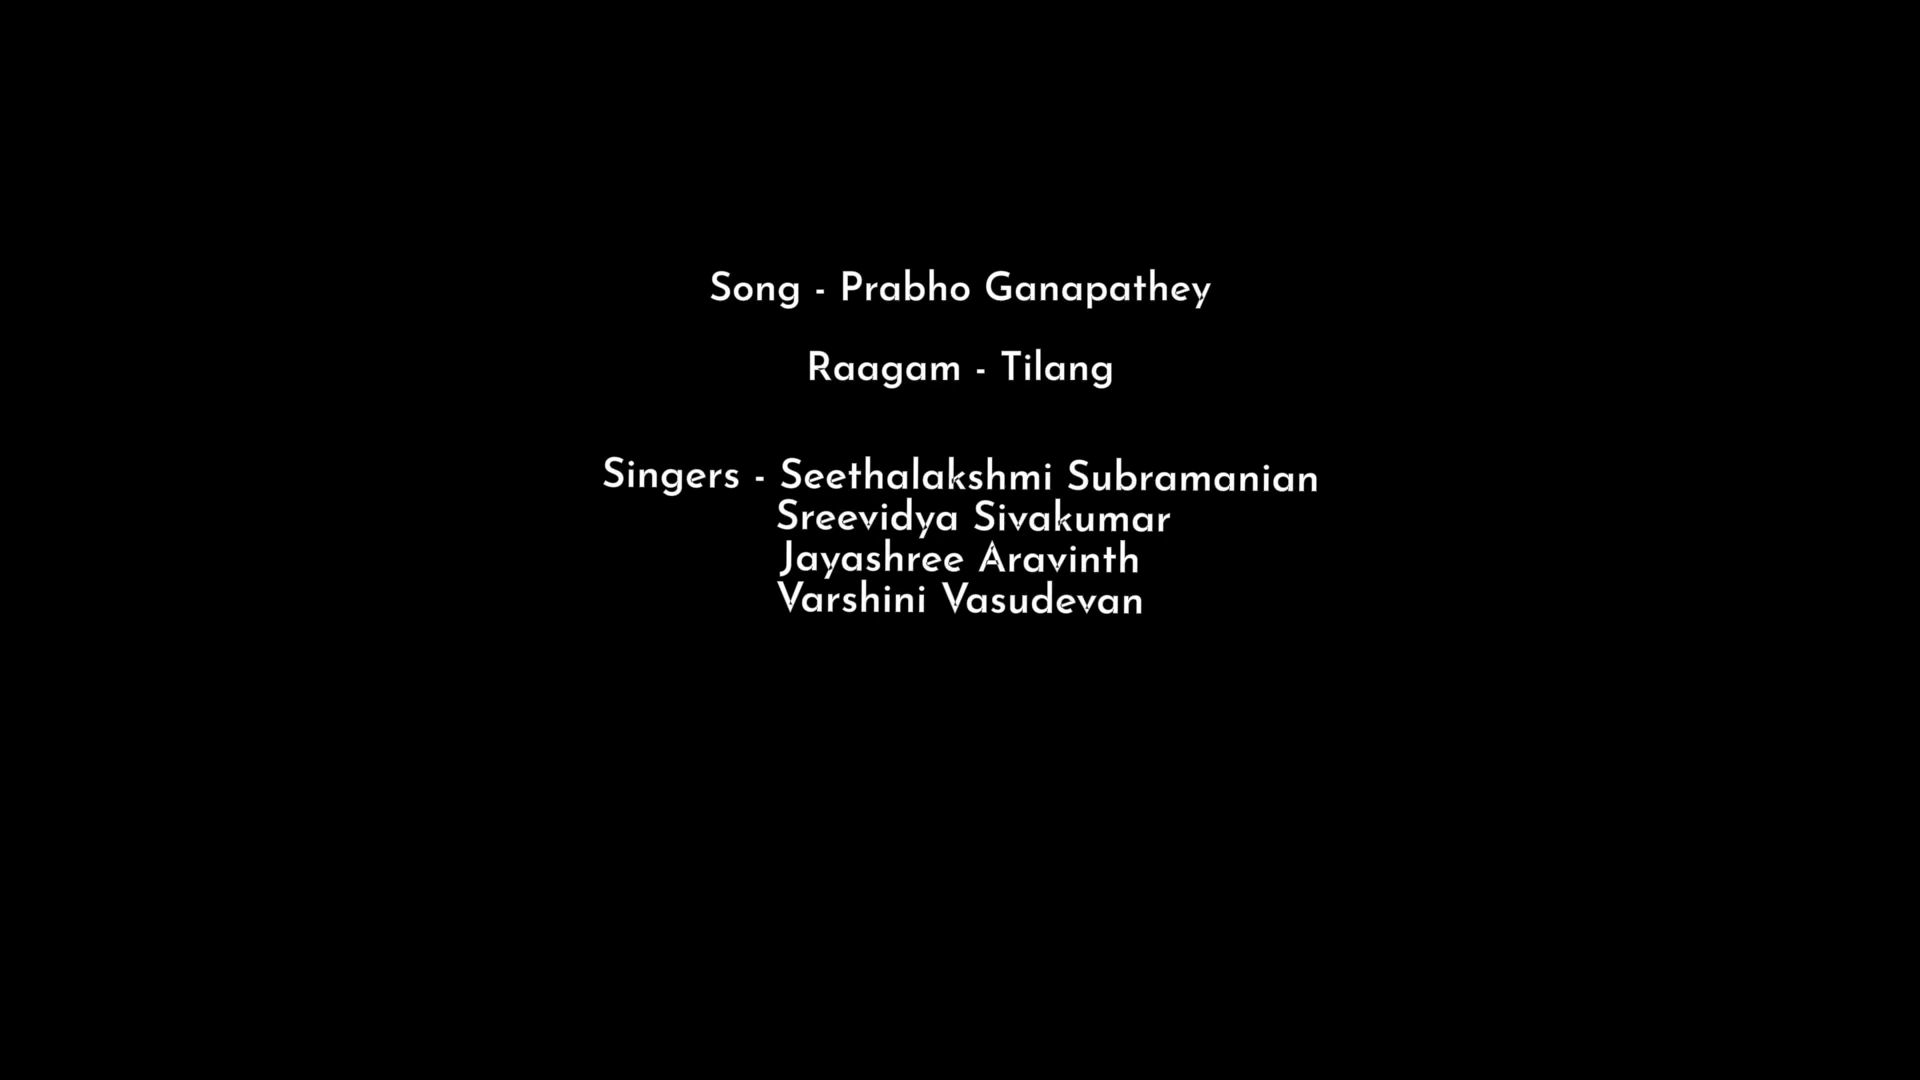 Song - Prabho Ganapathey
Raagam - Tilang
Singers - Seethalakshmi Subramanian
Sreevidya Sivakumar
Jayashree Aravinth
Varshini Vasudevan